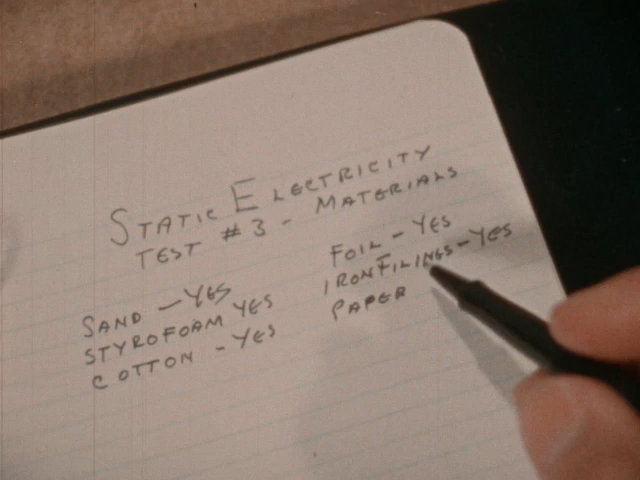 STATIC ELECTRICITY
TEST #3 - MATERIALS
SAND - YES
STYROFOAM YES
COTTON - YES
FOIL - YES
IRON FILINGS - YES
PAPER